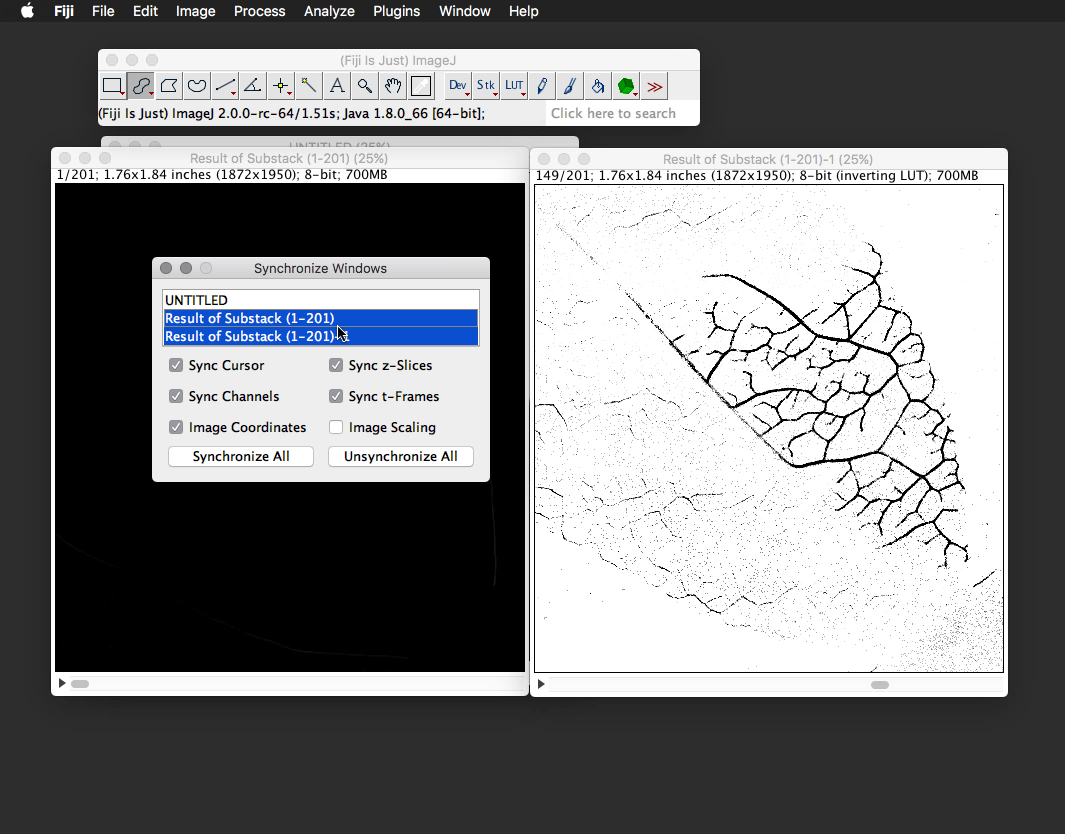 Fiji File Edit Image Process Analyze Plugins Window Help
(Fiji Is Just) ImageJ
Dev Stk LUT
(Fiji Is Just) ImageJ 2.0.0-rc-64/1.51s; Java 1.8.0_66 [64-bit];
Click here to search
UNTITLED (25%)
Result of Substack (1-201) (25%)
1/201; 1.76x1.84 inches (1872x1950); 8-bit; 700MB
Result of Substack (1-201)-1 (25%)
149/201; 1.76x1.84 inches (1872x1950); 8-bit (inverting LUT); 700MB
Synchronize Windows
UNTITLED
Result of Substack (1-201)
Result of Substack (1-201)-1
Sync Cursor
Sync z-Slices
Sync Channels
Sync t-Frames
Image Coordinates
Image Scaling
Synchronize All
Unsynchronize All